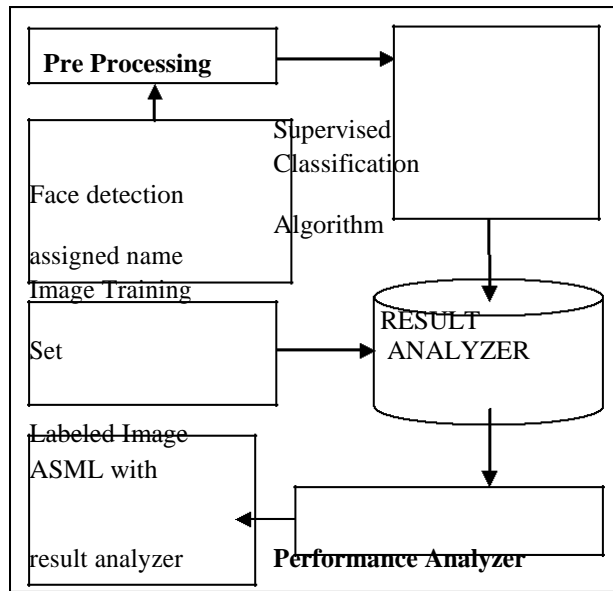 Pre Processing
Supervised
Classification
Algorithm
Face detection
assigned name
Image Training
Set
RESULT
ANALYZER
Labeled Image
ASML with
result analyzer
Performance Analyzer